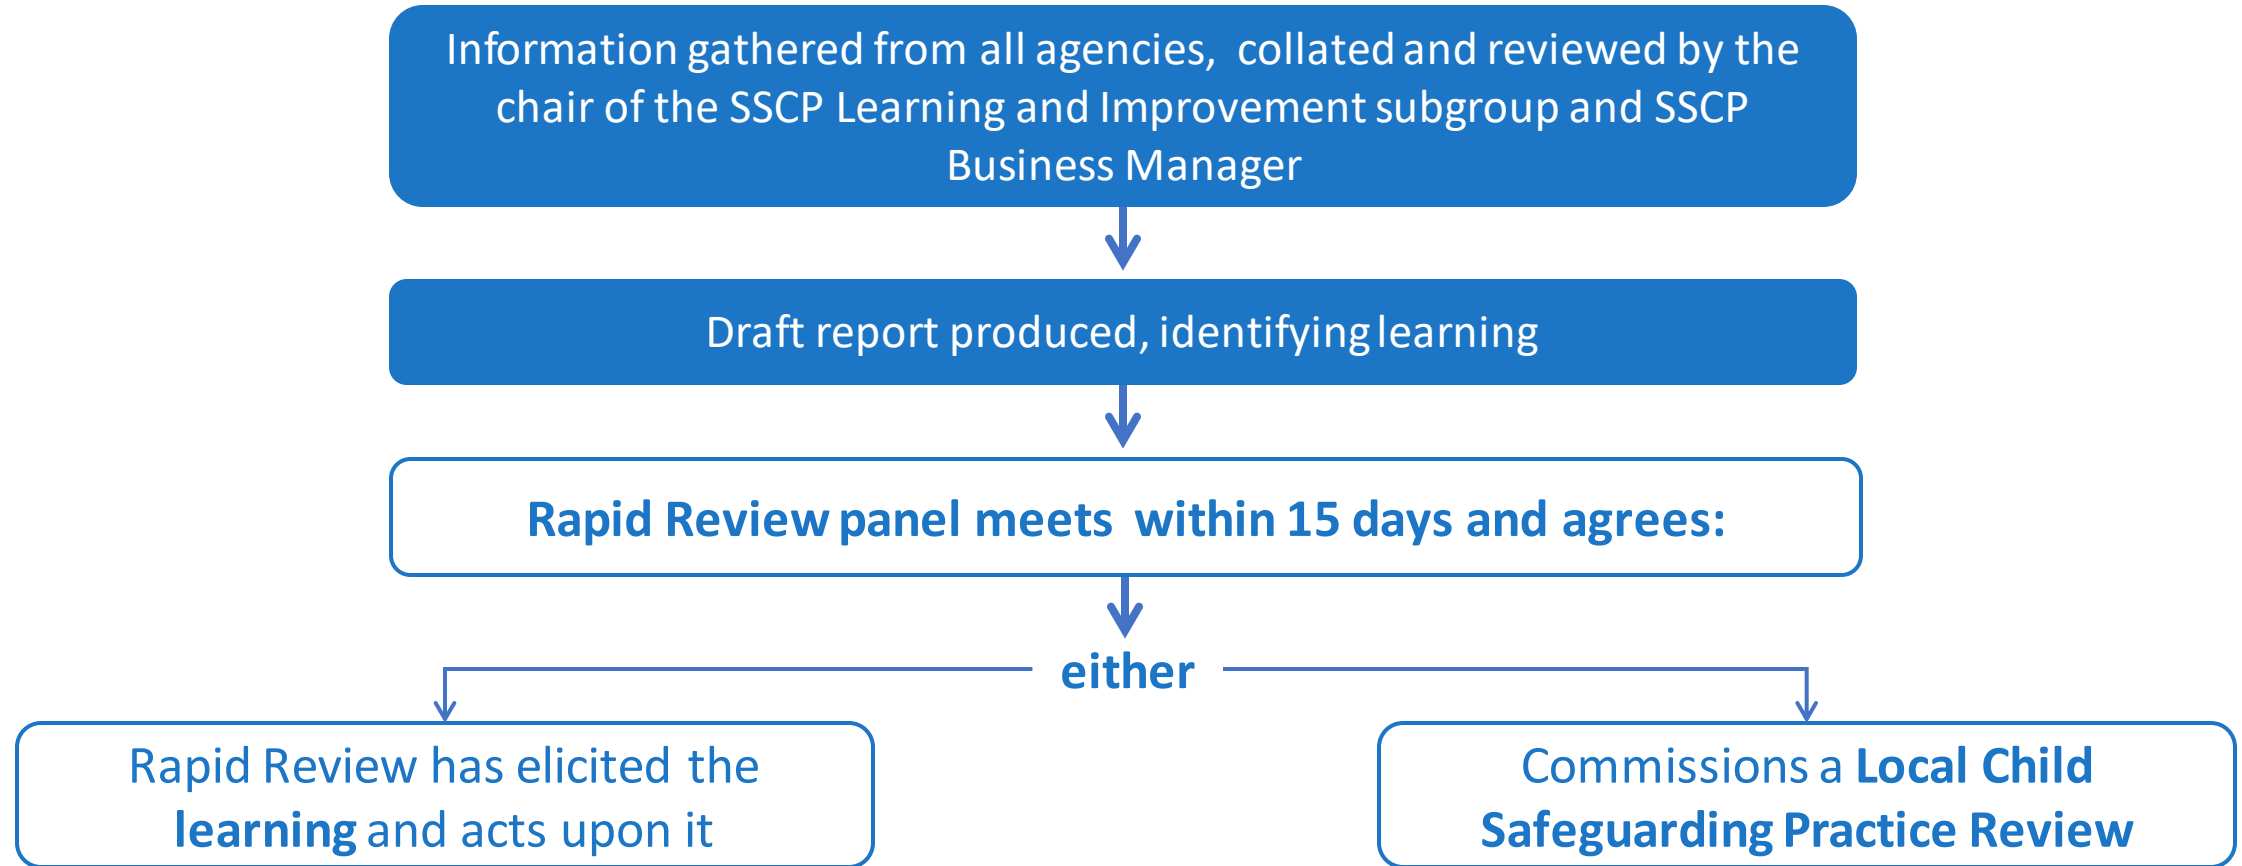 Information gathered from all agencies, collated and reviewed by the
chair of the SSCP Learning and Improvement subgroup and SSCP
Business Manager
Draft report produced, identifying learning
Rapid Review panel meets within 15 days and agrees:
either
Rapid Review has elicited the
learning and acts upon it
Commissions a Local Child
Safeguarding Practice Review